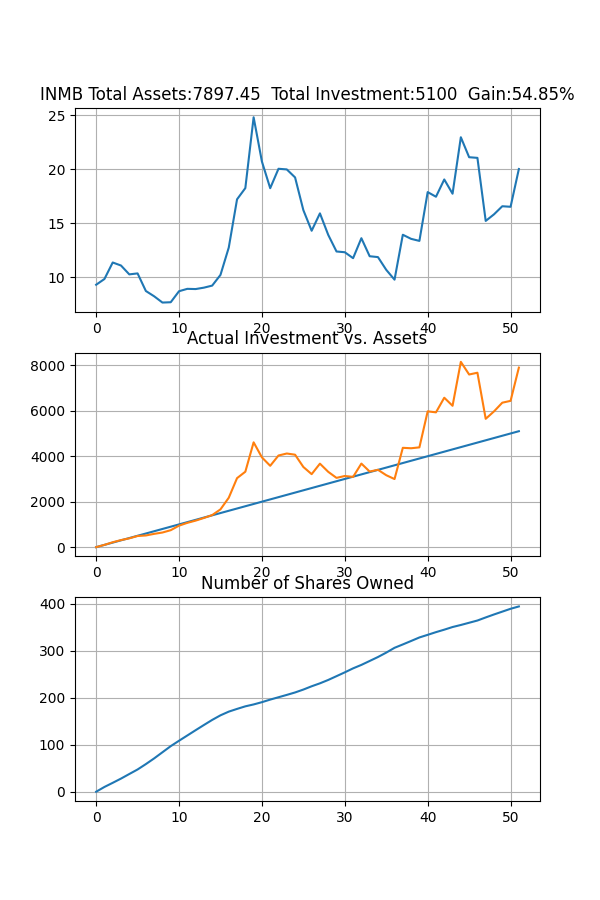 INMB Total Assets:7897.45  Total Investment:5100  Gain:54.85%
25
20
15
10
0 10 20 30 40 50
Actual Investment vs. Assets
8000
6000
4000
2000
0
0 10 20 30 40 50
Number of Shares Owned
400
300
200
100
0
0 10 20 30 40 50